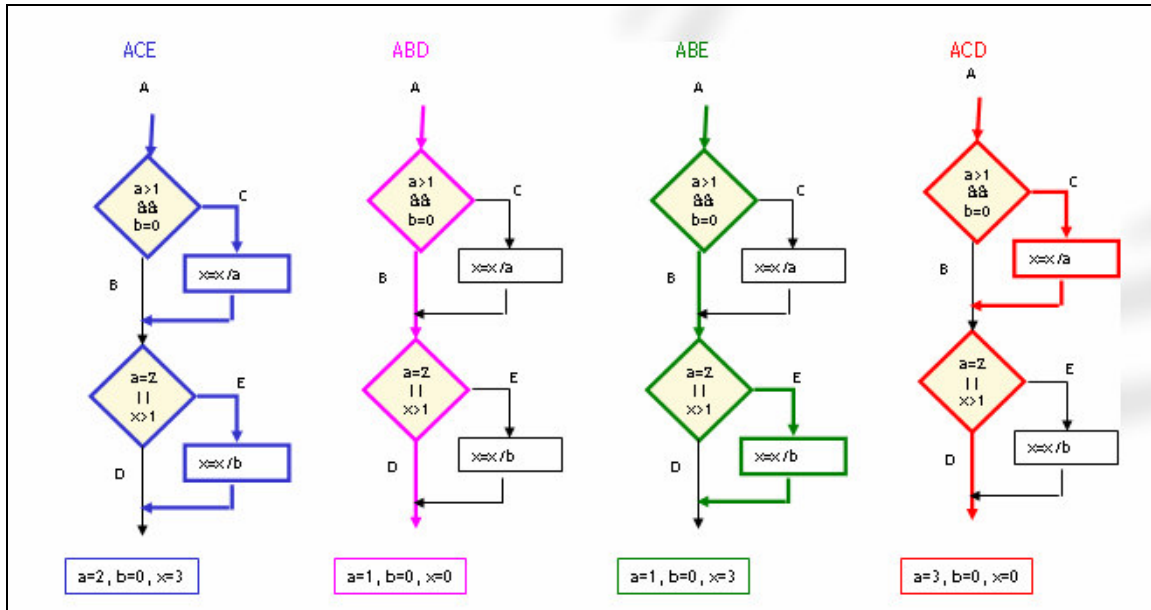 ACE
A
a>1
&&
b=0
C
x=x/a
B
a=2
||
x>1
E
x=x/b
D
a=2, b=0, x=3
ABD
A
a>1
&&
b=0
C
x=x/a
B
a=2
||
x>1
E
x=x/b
D
a=1, b=0, x=0
ABE
A
a>1
&&
b=0
C
x=x/a
B
a=2
||
x>1
E
x=x/b
D
a=1, b=0, x=3
ACD
A
a>1
&&
b=0
C
x=x/a
B
a=2
||
x>1
E
x=x/b
D
a=3, b=0, x=0